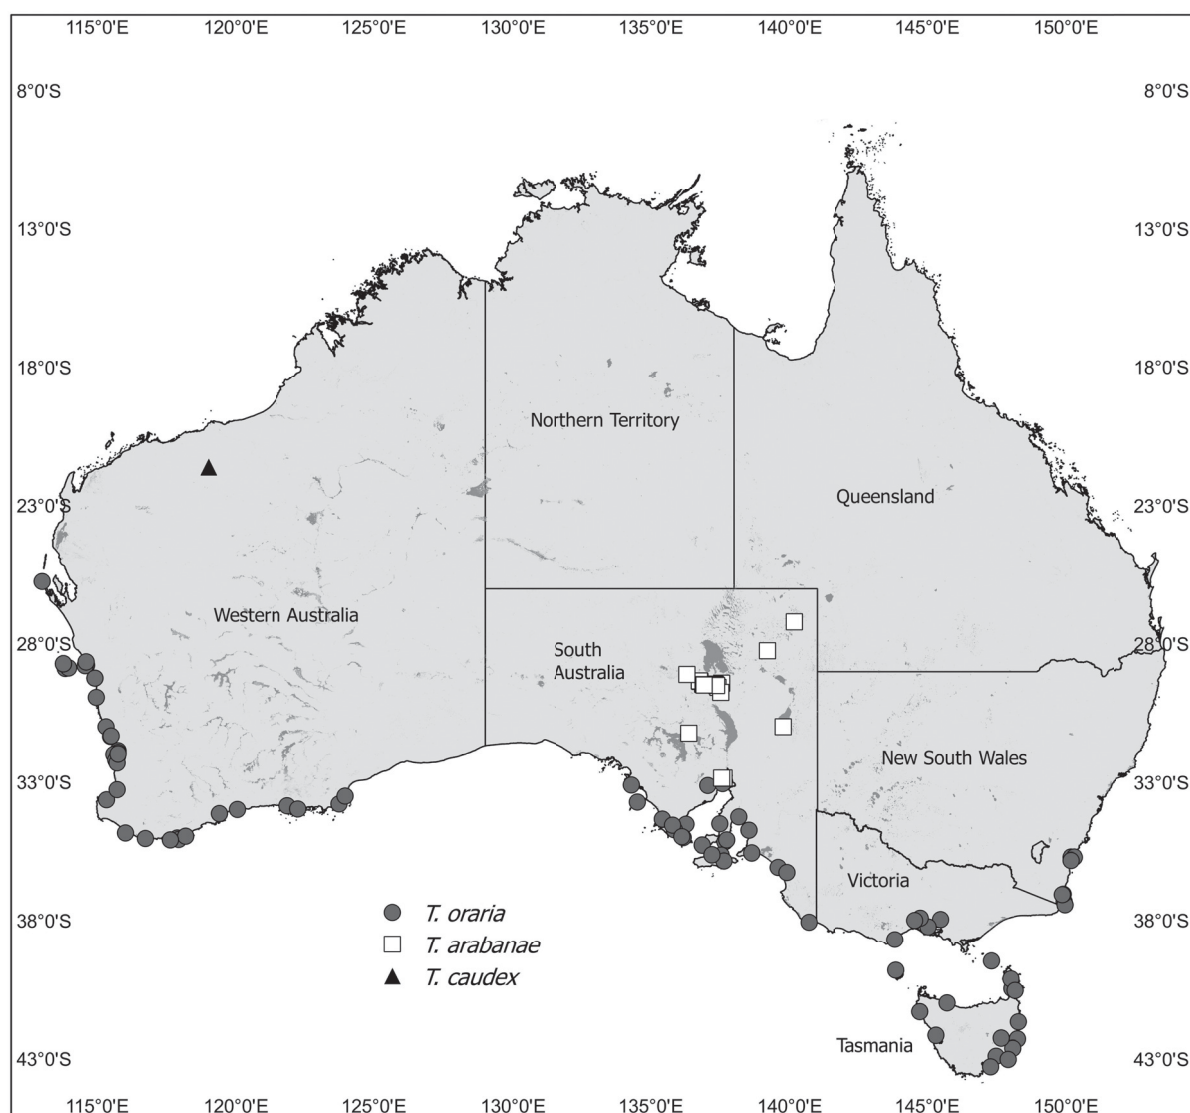 115°0'E 120°0'E 125°0'E 130°0'E 135°0'E 140°0'E 145°0'E 150°0'E
8°0'S 8°0'S
13°0'S 13°0'S
18°0'S 18°0'S
Northern Territory
Queensland
23°0'S 23°0'S
Western Australia
28°0'S 28°0'S
South
Australia
New South Wales
33°0'S 33°0'S
Victoria
38°0'S 38°0'S
T. oraria
T. arabanae
T. caudex
Tasmania
43°0'S 43°0'S
115°0'E 120°0'E 125°0'E 130°0'E 135°0'E 140°0'E 145°0'E 150°0'E